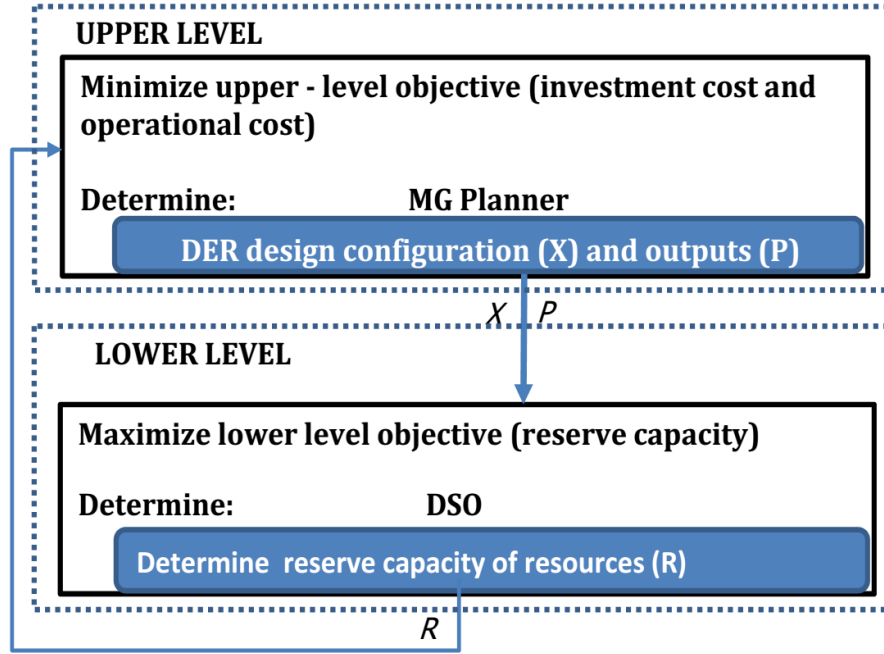 UPPER LEVEL
Minimize upper - level objective (investment cost and
operational cost)
Determine: MG Planner
DER design configuration (X) and outputs (P)
X P
LOWER LEVEL
Maximize lower level objective (reserve capacity)
Determine: DSO
Determine reserve capacity of resources (R)
R